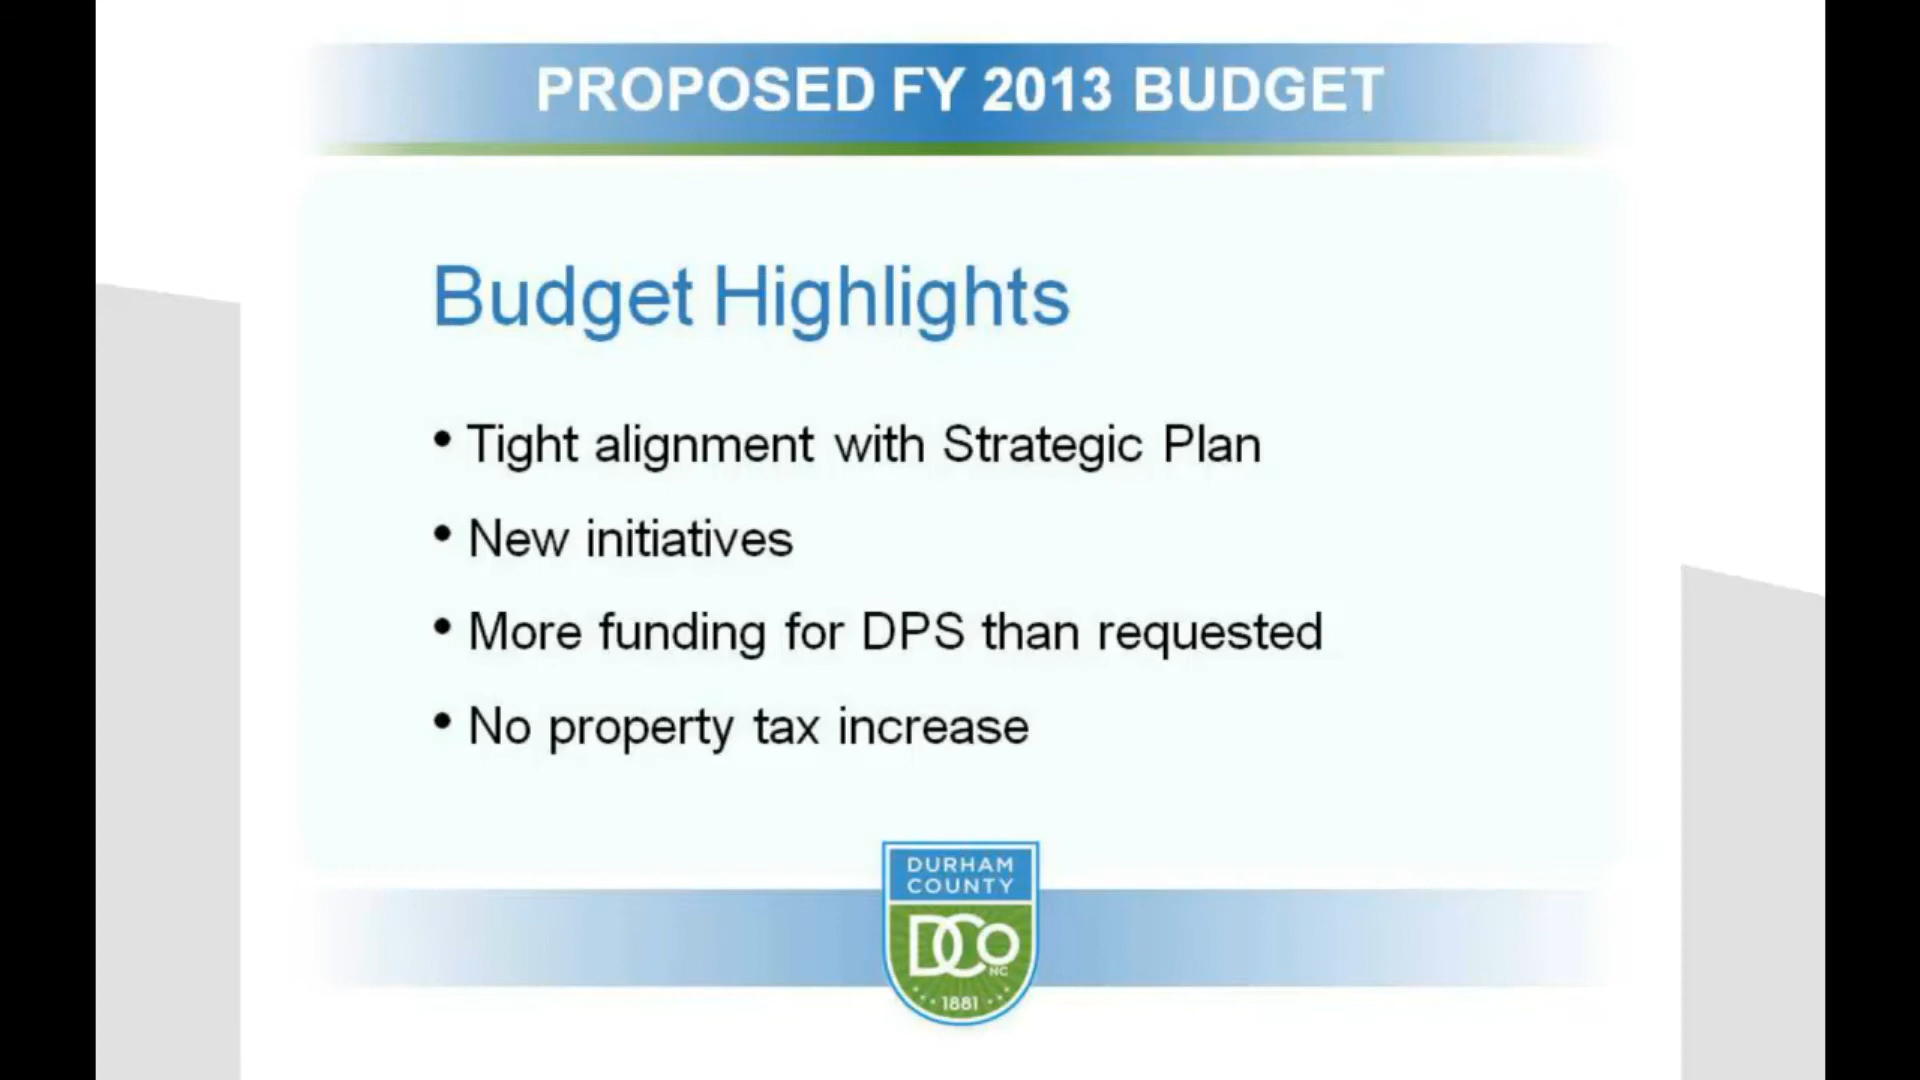 PROPOSED FY 2013 BUDGET
Budget Highlights
• Tight alignment with Strategic Plan
• New initiatives
• More funding for DPS than requested
• No property tax increase
DURHAM
COUNTY
DCo
NC
1881